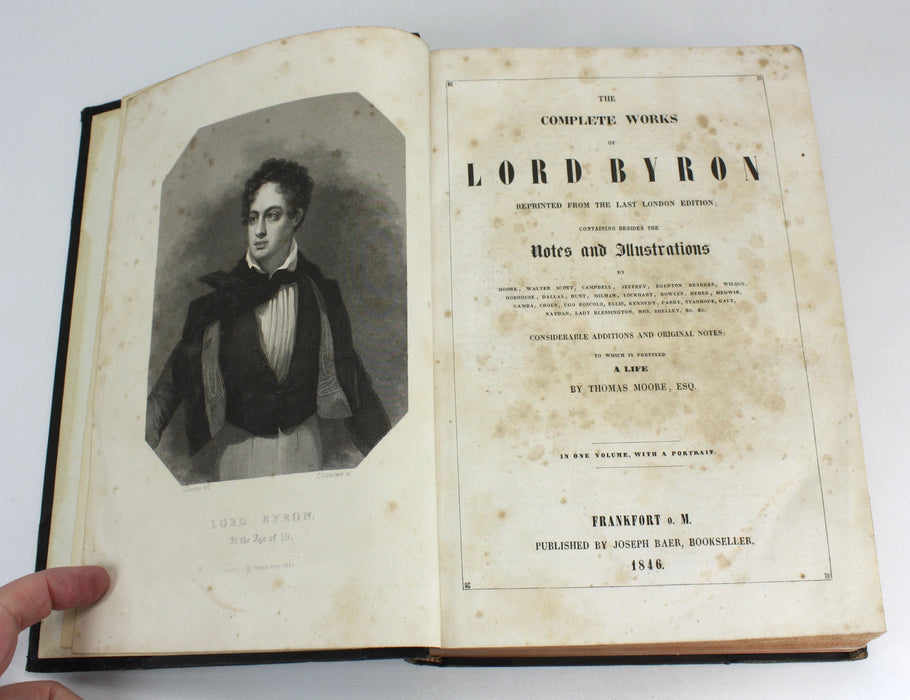 LORD BYRON.
At the Age of 19.
THE
COMPLETE WORKS
OF
LORD BYRON
REPRINTED FROM THE LAST LONDON EDITION;
CONTAINING BESIDES THE
Notes and Illustrations
BY
MOORE, WALTER SCOTT, CAMPBELL, JEFFREY, EGERTON BRYDGES, WILSON,
HOBHOUSE, DALLAS, HUNT, MILMAN, LOCKHART, BOWLES, HEBER, MEDWIN,
GAMBA, CROLY, UGO FOSCOLO, ELLIS, KENNEDY, PARRY, STANHOPE, GALT,
NATHAN, LADY BLESSINGTON, MRS. SHELLEY, &c. &c.
CONSIDERABLE ADDITIONS AND ORIGINAL NOTES:
TO WHICH IS PREFIXED
A LIFE
BY THOMAS MOORE, ESQ.
IN ONE VOLUME, WITH A PORTRAIT.
FRANKFORT o. M.
PUBLISHED BY JOSEPH BAER, BOOKSELLER.
1846.